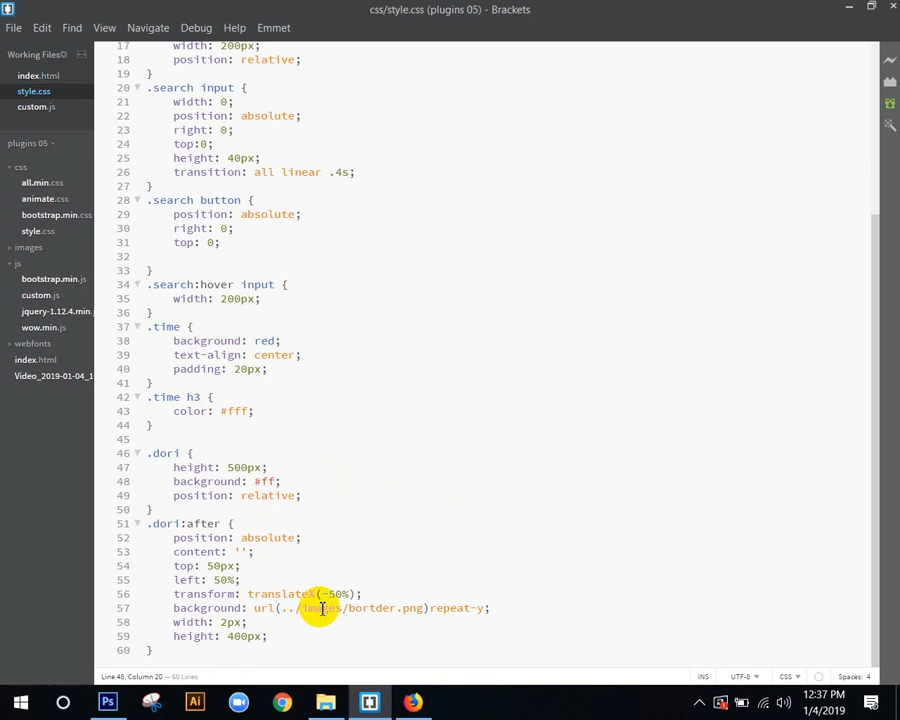 css/style.css (plugins 05) - Brackets
File Edit Find View Navigate Debug Help Emmet
Working Files
index.html
style.css
custom.js
plugins 05
css
all.min.css
animate.css
bootstrap.min.css
style.css
images
js
bootstrap.min.js
custom.js
jquery-1.12.4.min.
wow.min.js
webfonts
index.html
Video_2019-01-04_1
17 width: 200px;
18 position: relative;
19 }
20 .search input {
21 width: 0;
22 position: absolute;
23 right: 0;
24 top:0;
25 height: 40px;
26 transition: all linear .4s;
27 }
28 .search button {
29 position: absolute;
30 right: 0;
31 top: 0;
32
33 }
34 .search:hover input {
35 width: 200px;
36 }
37 .time {
38 background: red;
39 text-align: center;
40 padding: 20px;
41 }
42 .time h3 {
43 color: #fff;
44 }
45
46 .dori {
47 height: 500px;
48 background: #ff;
49 position: relative;
50 }
51 .dori:after {
52 position: absolute;
53 content: '';
54 top: 50px;
55 left: 50%;
56 transform: translateX(-50%);
57 background: url(../images/bortder.png)repeat-y;
58 width: 2px;
59 height: 400px;
60 }
Line 48, Column 20 — 60 Lines
INS UTF-8 CSS Spaces: 4
Ps Ai
12:37 PM
1/4/2019